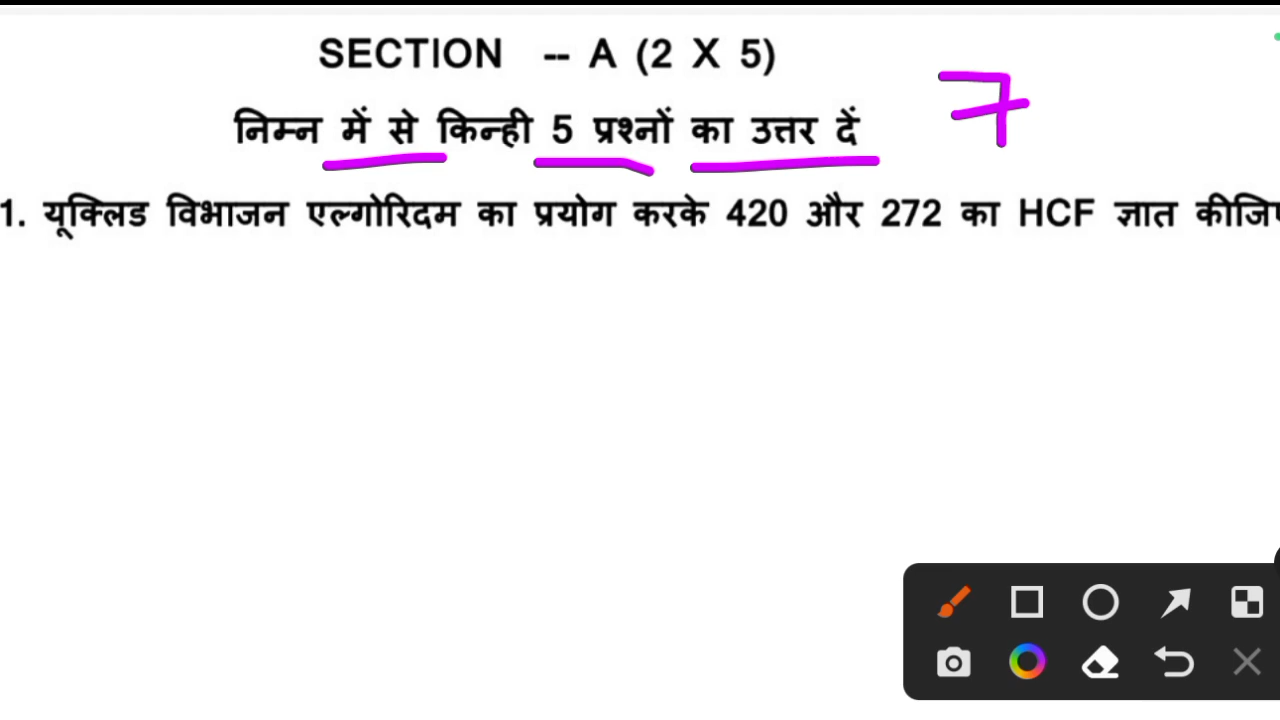 SECTION -- A (2 X 5)
निम्न में से किन्ही 5 प्रश्नों का उत्तर दें 7
1. यूक्लिड विभाजन एल्गोरिदम का प्रयोग करके 420 और 272 का HCF ज्ञात